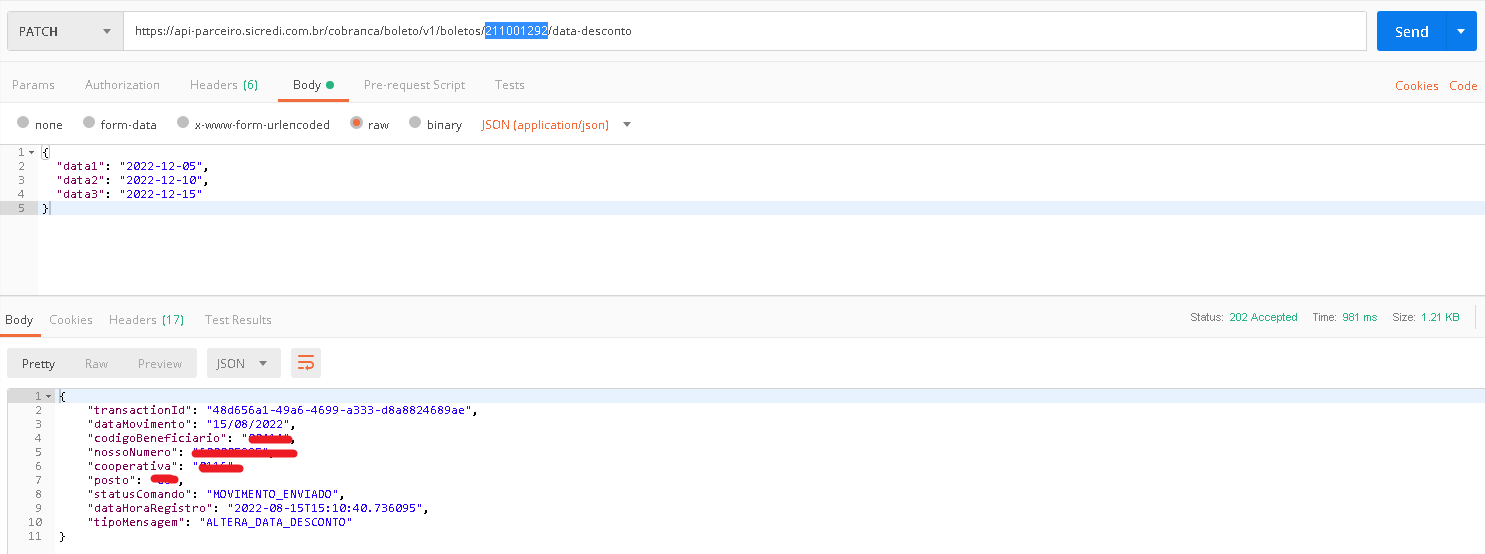 PATCH https://api-parceiro.sicredi.com.br/cobranca/boleto/v1/boletos/211001292/data-desconto Send
Params Authorization Headers (6) Body Pre-request Script Tests Cookies Code
none form-data x-www-form-urlencoded raw binary JSON (application/json)
1 {
2 "data1": "2022-12-05",
3 "data2": "2022-12-10",
4 "data3": "2022-12-15"
5 }
Body Cookies Headers (17) Test Results Status: 202 Accepted Time: 981 ms Size: 1.21 KB
Pretty Raw Preview JSON
1 {
2 "transactionId": "48d656a1-49a6-4699-a333-d8a8824689ae",
3 "dataMovimento": "15/08/2022",
4 "codigoBeneficiario": "
5 "nossoNumero":
6 "cooperativa": "
7 "posto": ,
8 "statusComando": "MOVIMENTO_ENVIADO",
9 "dataHoraRegistro": "2022-08-15T15:10:40.736095",
10 "tipoMensagem": "ALTERA_DATA_DESCONTO"
11 }